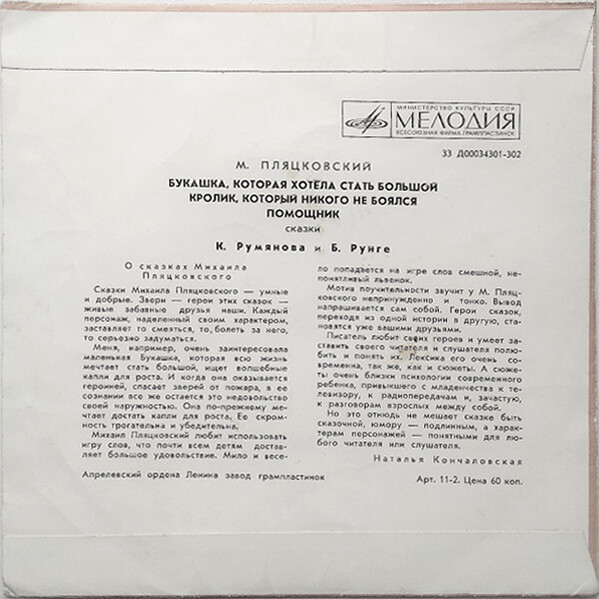 МИНИСТЕРСТВО КУЛЬТУРЫ СССР
МЕЛОДИЯ
ВСЕСОЮЗНАЯ ФИРМА ГРАМПЛАСТИНОК
33 Д00034301-302
М. ПЛЯЦКОВСКИЙ
БУКАШКА, КОТОРАЯ ХОТЕЛА СТАТЬ БОЛЬШОЙ
КРОЛИК, КОТОРЫЙ НИКОГО НЕ БОЯЛСЯ
ПОМОЩНИК
сказки
К. Румянова и Б. Рунге
О сказках Михаила
Пляцковского
Сказки Михаила Пляцковского — умные
и добрые. Звери — герои этих сказок —
живые забавные друзья наши. Каждый
персонаж, наделенный своим характером,
заставляет то смеяться, то, болеть за него,
то серьезно задуматься.
Меня, например, очень заинтересовала
маленькая Букашка, которая всю жизнь
мечтает стать большой, ищет волшебные
капли для роста. И когда она оказывается
героиней, спасает зверей от пожара, в ее
сознании все же остается это недовольство
своей наружностью. Она по-прежнему ме-
чтает достать капли для роста. Ее скром-
ность трогательна и убедительна.
Михаил Пляцковский любит использовать
игру слов, что почти всем детям достав-
ляет большое удовольствие. Мило и весе-
ло попадается на игре слов смешной, не-
понятливый львенок.
Мотив поучительности звучит у М. Пляц-
ковского непринужденно и тонко. Вывод
напрашивается сам собой. Герои сказок,
переходя из одной истории в другую, ста-
новятся уже вашими друзьями.
Писатель любит своих героев и умеет за-
ставить своего читателя и слушателя полю-
бить и понять их. Лексика его очень со-
временна, так же, как и сюжеты. А сюже-
ты очень близки психологии современного
ребенка, привыкшего с младенчества к те-
левизору, к радиопередачам и, зачастую,
к разговорам взрослых между собой.
Но это отнюдь не мешает сказке быть
сказочной, юмору — подлинным, а харак-
терам персонажей — понятными для лю-
бого читателя или слушателя.
Наталья Кончаловская
Апрелевский ордена Ленина завод грампластинок
Арт. 11-2. Цена 60 коп.